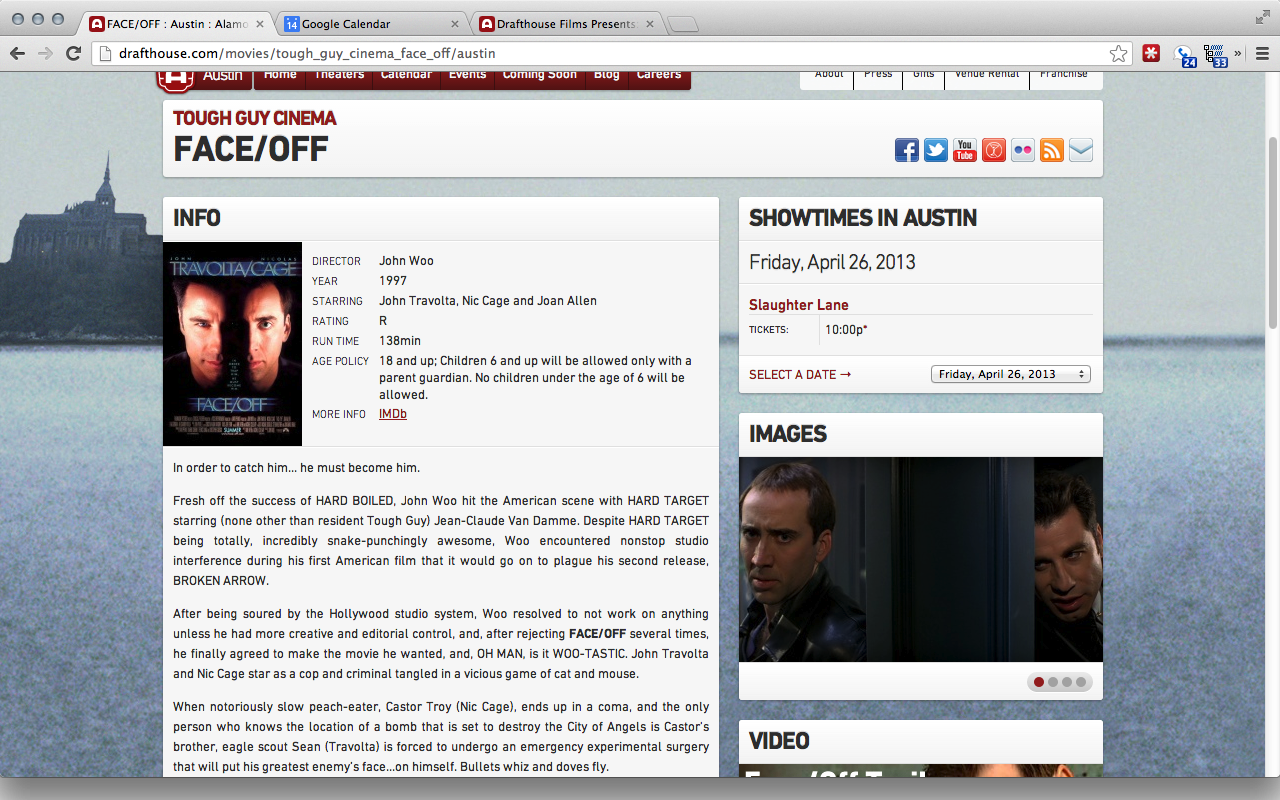 FACE/OFF : Austin : Alamo
Google Calendar
Drafthouse Films Presents
drafthouse.com/movies/tough_guy_cinema_face_off/austin
24
33
Austin
Home
Theaters
Calendar
Events
Coming Soon
Blog
Careers
About
Press
Gifts
Venue Rental
Franchise
TOUGH GUY CINEMA
FACE/OFF
You
Tube
INFO
JOHN NICOLAS
TRAVOLTA/CAGE
FACE/OFF
SUMMER
DIRECTOR John Woo
YEAR 1997
STARRING John Travolta, Nic Cage and Joan Allen
RATING R
RUN TIME 138min
AGE POLICY 18 and up; Children 6 and up will be allowed only with a
parent guardian. No children under the age of 6 will be
allowed.
MORE INFO IMDb
In order to catch him... he must become him.
Fresh off the success of HARD BOILED, John Woo hit the American scene with HARD TARGET
starring (none other than resident Tough Guy) Jean-Claude Van Damme. Despite HARD TARGET
being totally, incredibly snake-punchingly awesome, Woo encountered nonstop studio
interference during his first American film that it would go on to plague his second release,
BROKEN ARROW.
After being soured by the Hollywood studio system, Woo resolved to not work on anything
unless he had more creative and editorial control, and, after rejecting FACE/OFF several times,
he finally agreed to make the movie he wanted, and, OH MAN, is it WOO-TASTIC. John Travolta
and Nic Cage star as a cop and criminal tangled in a vicious game of cat and mouse.
When notoriously slow peach-eater, Castor Troy (Nic Cage), ends up in a coma, and the only
person who knows the location of a bomb that is set to destroy the City of Angels is Castor's
brother, eagle scout Sean (Travolta) is forced to undergo an emergency experimental surgery
that will put his greatest enemy's face...on himself. Bullets whiz and doves fly.
SHOWTIMES IN AUSTIN
Friday, April 26, 2013
Slaughter Lane
TICKETS: 10:00p*
SELECT A DATE → Friday, April 26, 2013
IMAGES
VIDEO
Face/Off Trail